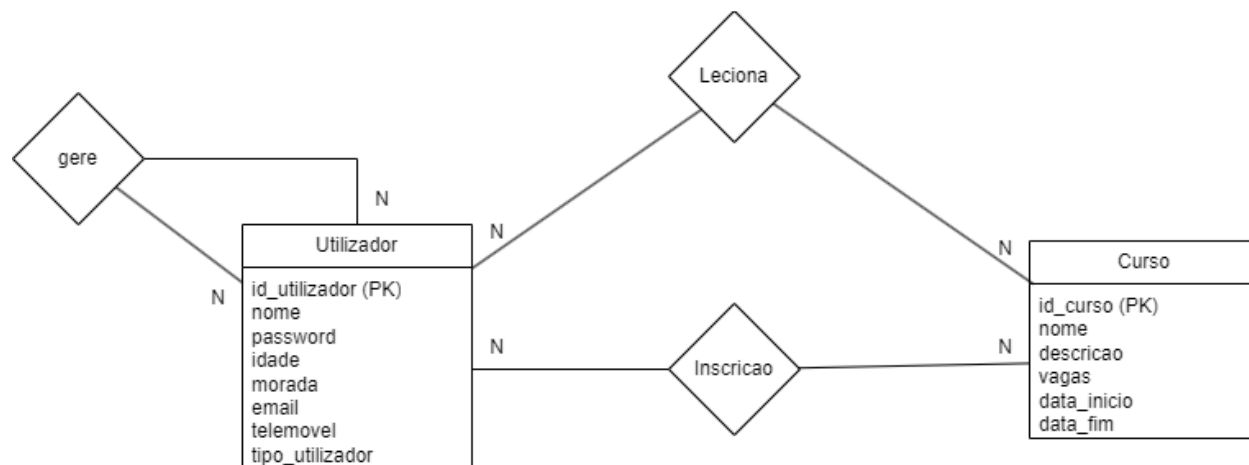 Leciona
gere
N
N
Utilizador
N
id_utilizador (PK)
nome
password
idade
morada
email
telemovel
tipo_utilizador
N
Inscricao
N
N
Curso
id_curso (PK)
nome
descricao
vagas
data_inicio
data_fim